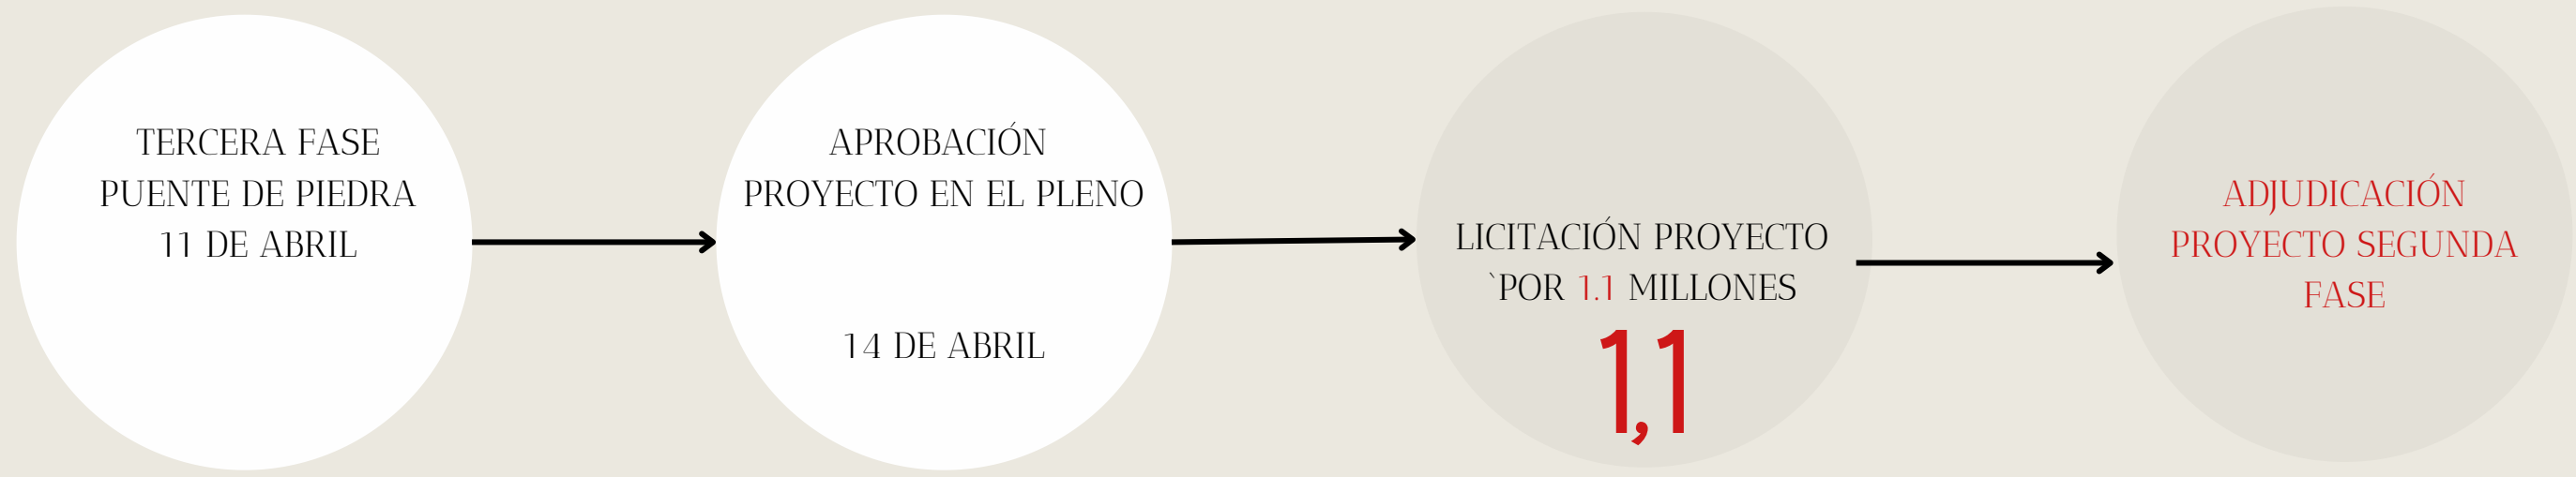 TERCERA FASE
PUENTE DE PIEDRA
11 DE ABRIL
APROBACIÓN
PROYECTO EN EL PLENO
14 DE ABRIL
LICITACIÓN PROYECTO
`POR 1.1 MILLONES
1,1
ADJUDICACIÓN
PROYECTO SEGUNDA
FASE